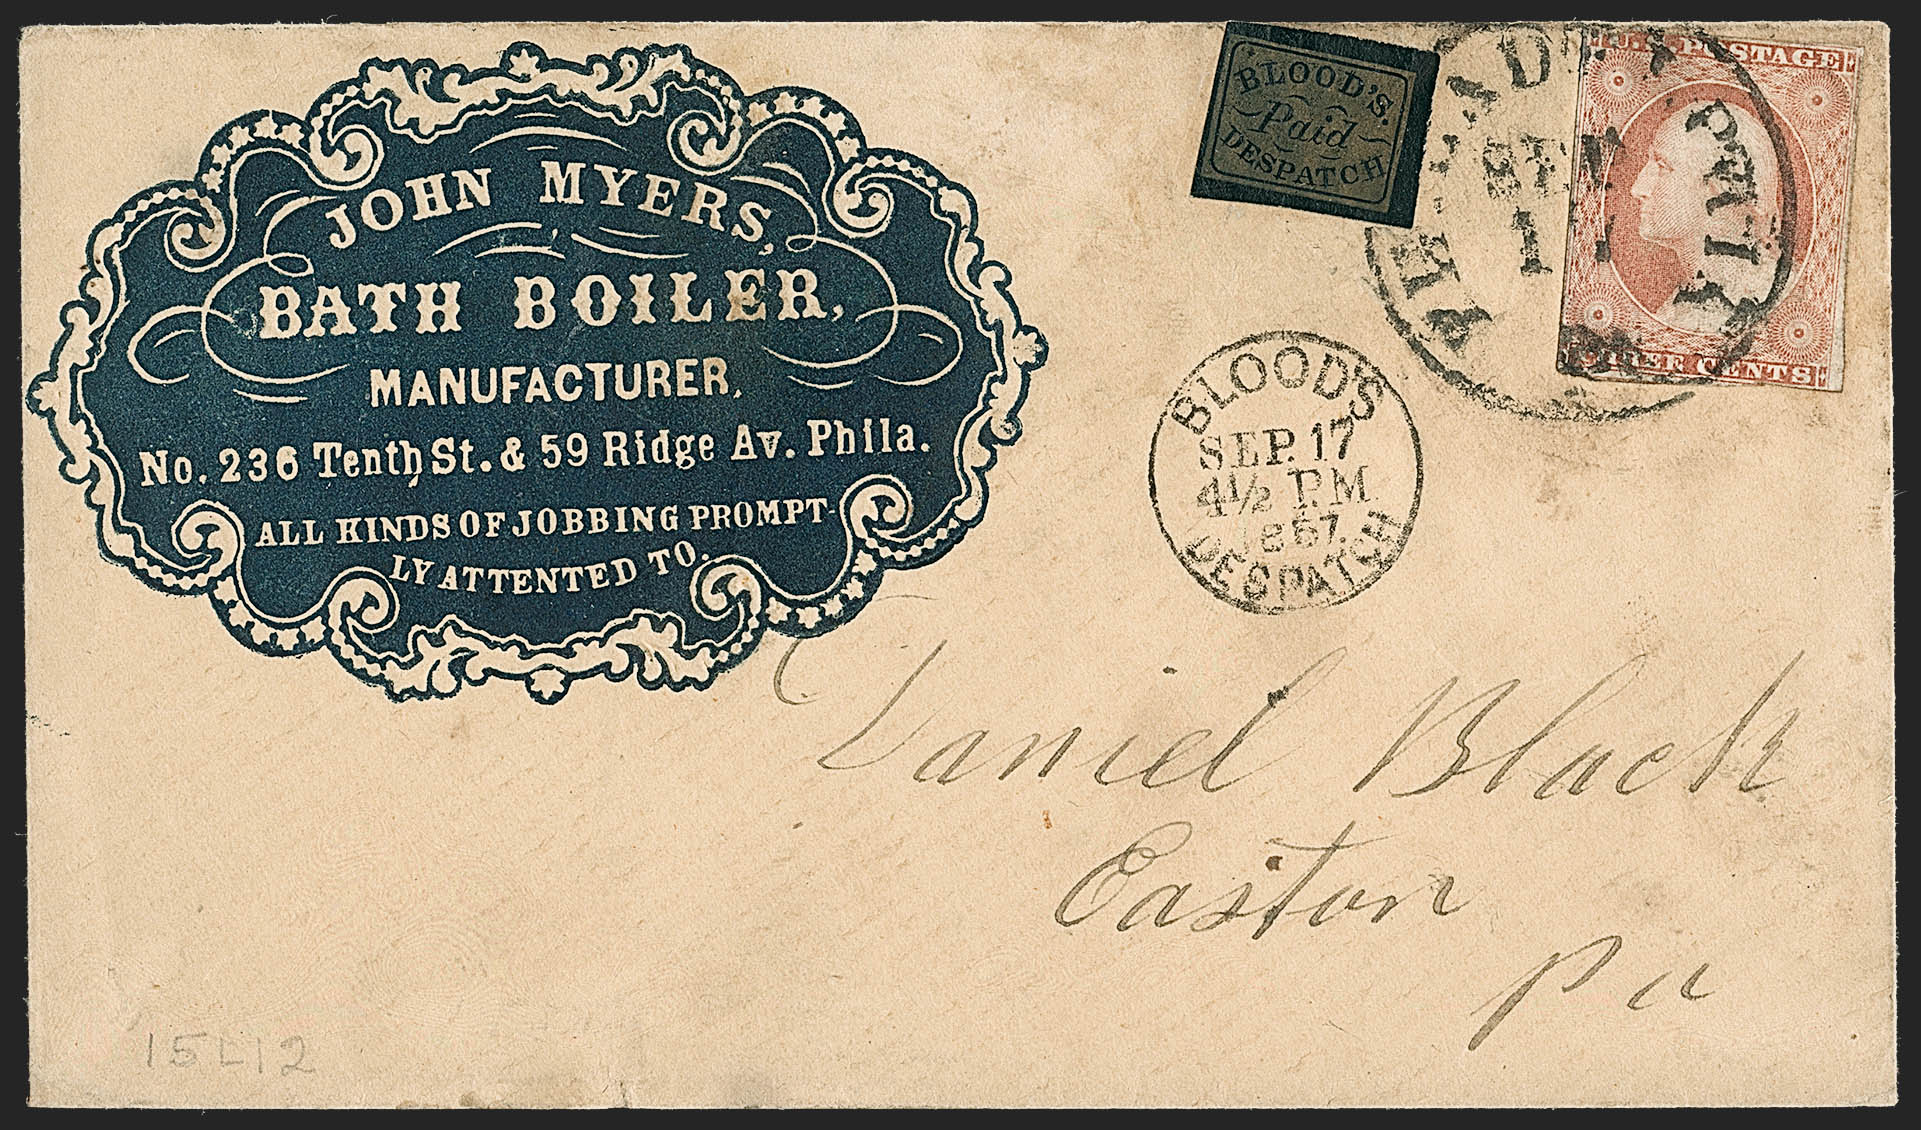 JOHN MYERS,
BATH BOILER,
MANUFACTURER,
No. 236 Tenth St. & 59 Ridge Av. Phila.
ALL KINDS OF JOBBING PROMPT-
LY ATTENTED TO.
BLOOD'S.
Paid
DESPATCH
U.S. POSTAGE
CENTS
SEP
17
BLOOD'S
SEP. 17
4½ P.M
1857.
DESPATCH
Daniel Black
Easton
Pa
15L12